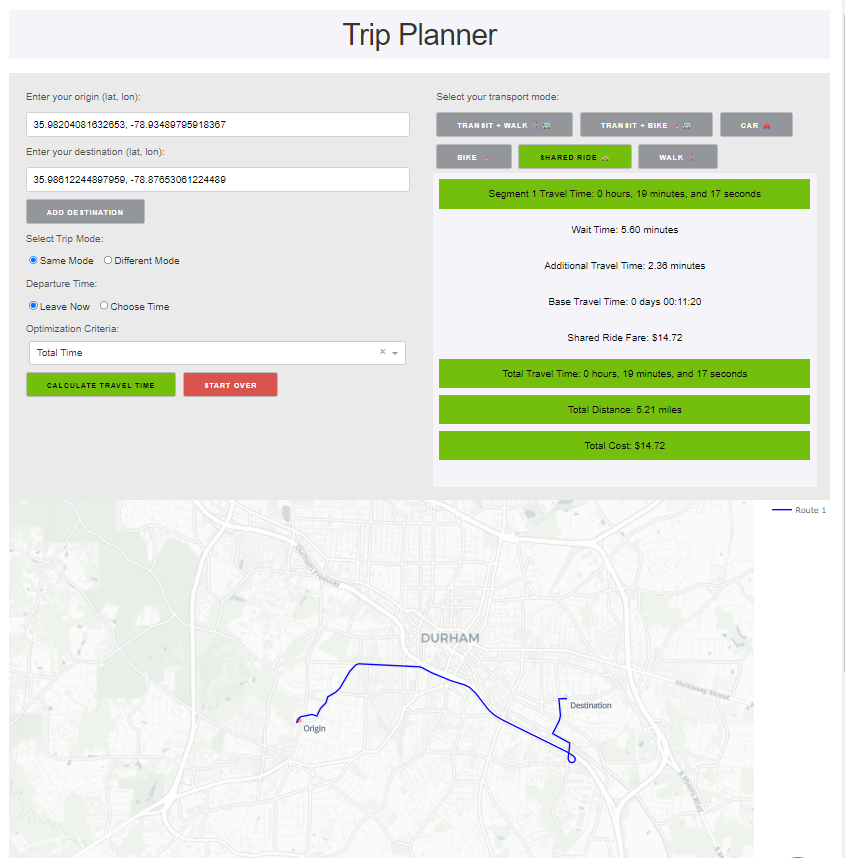 Trip Planner
Enter your origin (lat, lon):
35.98204081632653, -78.93489795918367
Enter your destination (lat, lon):
35.98612244897959, -78.87653061224489
ADD DESTINATION
Select Trip Mode:
Same Mode Different Mode
Departure Time:
Leave Now Choose Time
Optimization Criteria:
Total Time
CALCULATE TRAVEL TIME START OVER
Select your transport mode:
TRANSIT + WALK TRANSIT + BIKE CAR
BIKE SHARED RIDE WALK
Segment 1 Travel Time: 0 hours, 19 minutes, and 17 seconds
Wait Time: 5.60 minutes
Additional Travel Time: 2.36 minutes
Base Travel Time: 0 days 00:11:20
Shared Ride Fare: $14.72
Total Travel Time: 0 hours, 19 minutes, and 17 seconds
Total Distance: 5.21 miles
Total Cost: $14.72
Route 1
Durham Freeway
DURHAM
Holloway Street
Destination
Origin
S Miami Blvd